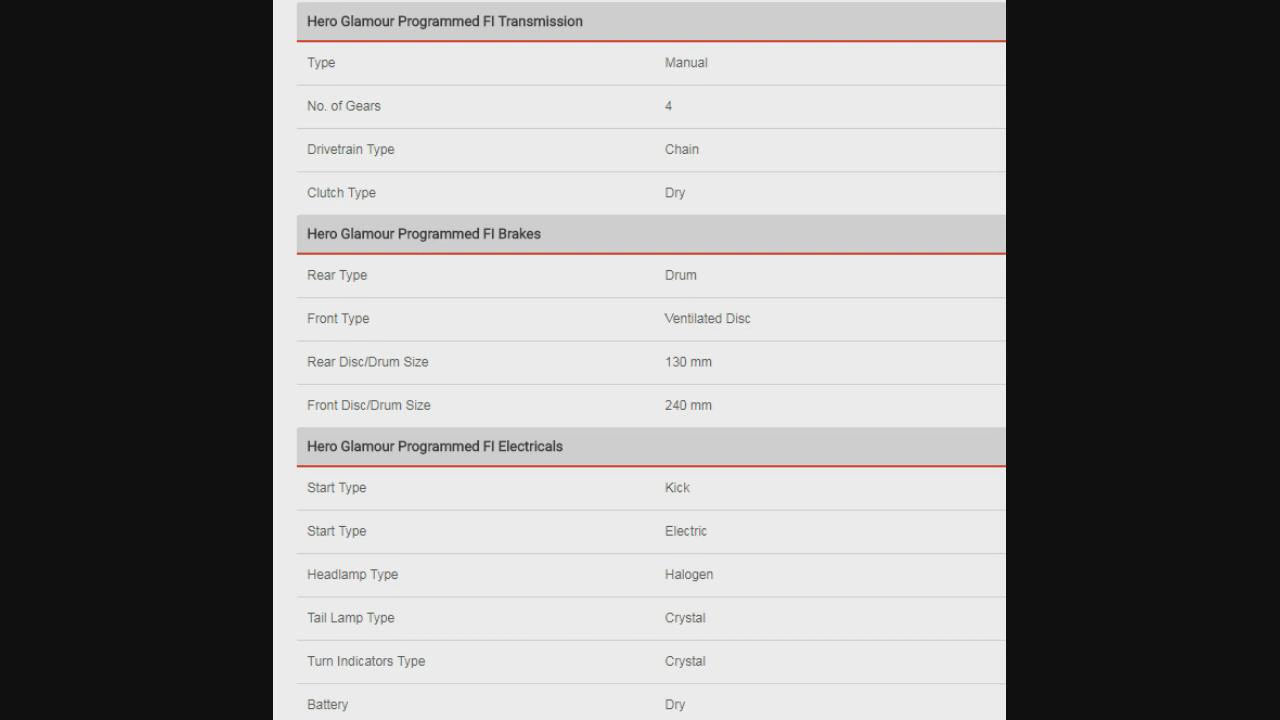 Hero Glamour Programmed FI Transmission
Type Manual
No. of Gears 4
Drivetrain Type Chain
Clutch Type Dry
Hero Glamour Programmed FI Brakes
Rear Type Drum
Front Type Ventilated Disc
Rear Disc/Drum Size 130 mm
Front Disc/Drum Size 240 mm
Hero Glamour Programmed FI Electricals
Start Type Kick
Start Type Electric
Headlamp Type Halogen
Tail Lamp Type Crystal
Turn Indicators Type Crystal
Battery Dry